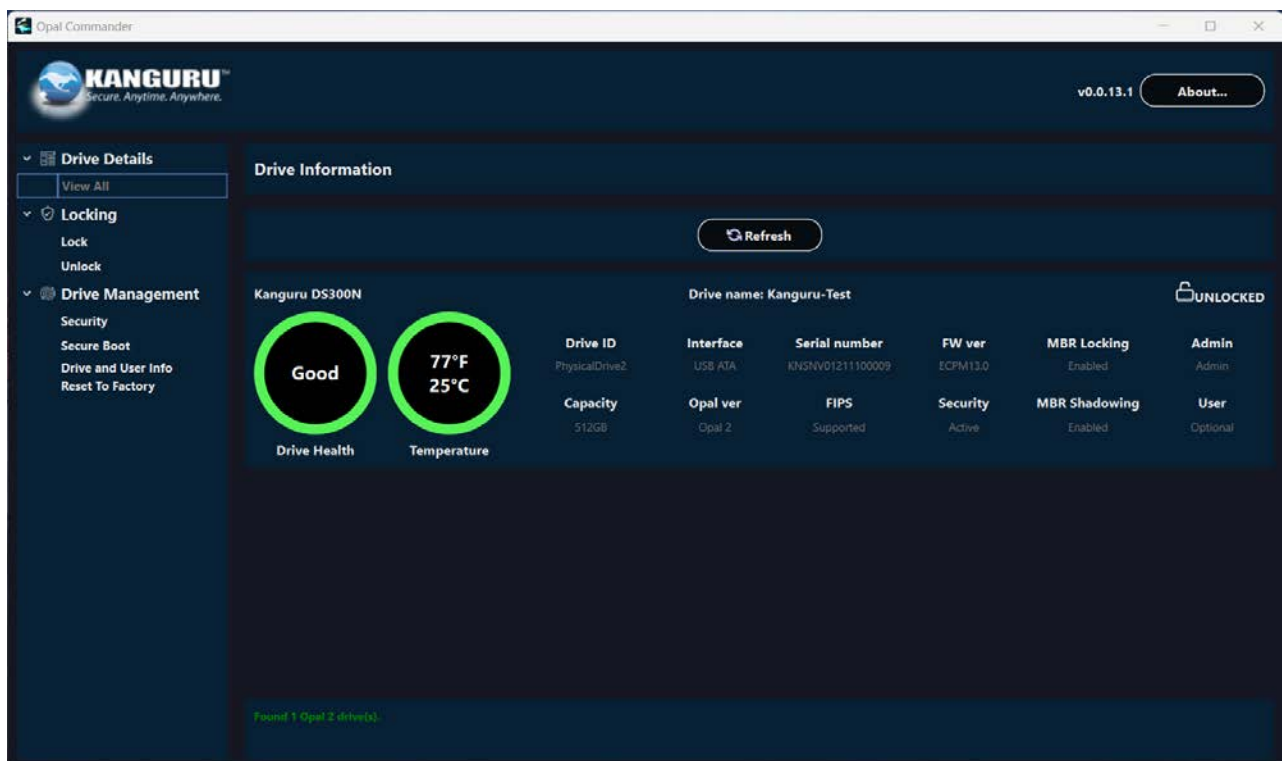 Opal Commander
KANGURU™
Secure. Anytime. Anywhere.
v0.0.13.1
About...
Drive Details
View All
Locking
Lock
Unlock
Drive Management
Security
Secure Boot
Drive and User Info
Reset To Factory
Drive Information
Refresh
Kanguru DS300N
Drive name: Kanguru-Test
UNLOCKED
Good
Drive Health
77°F
25°C
Temperature
Drive ID Interface Serial number FW ver MBR Locking Admin
PhysicalDrive2 USB ATA KNSNV01211100009 ECPM13.0 Enabled Admin
Capacity Opal ver FIPS Security MBR Shadowing User
512GB Opal 2 Supported Active Enabled Optional
Found 1 Opal 2 drive(s).